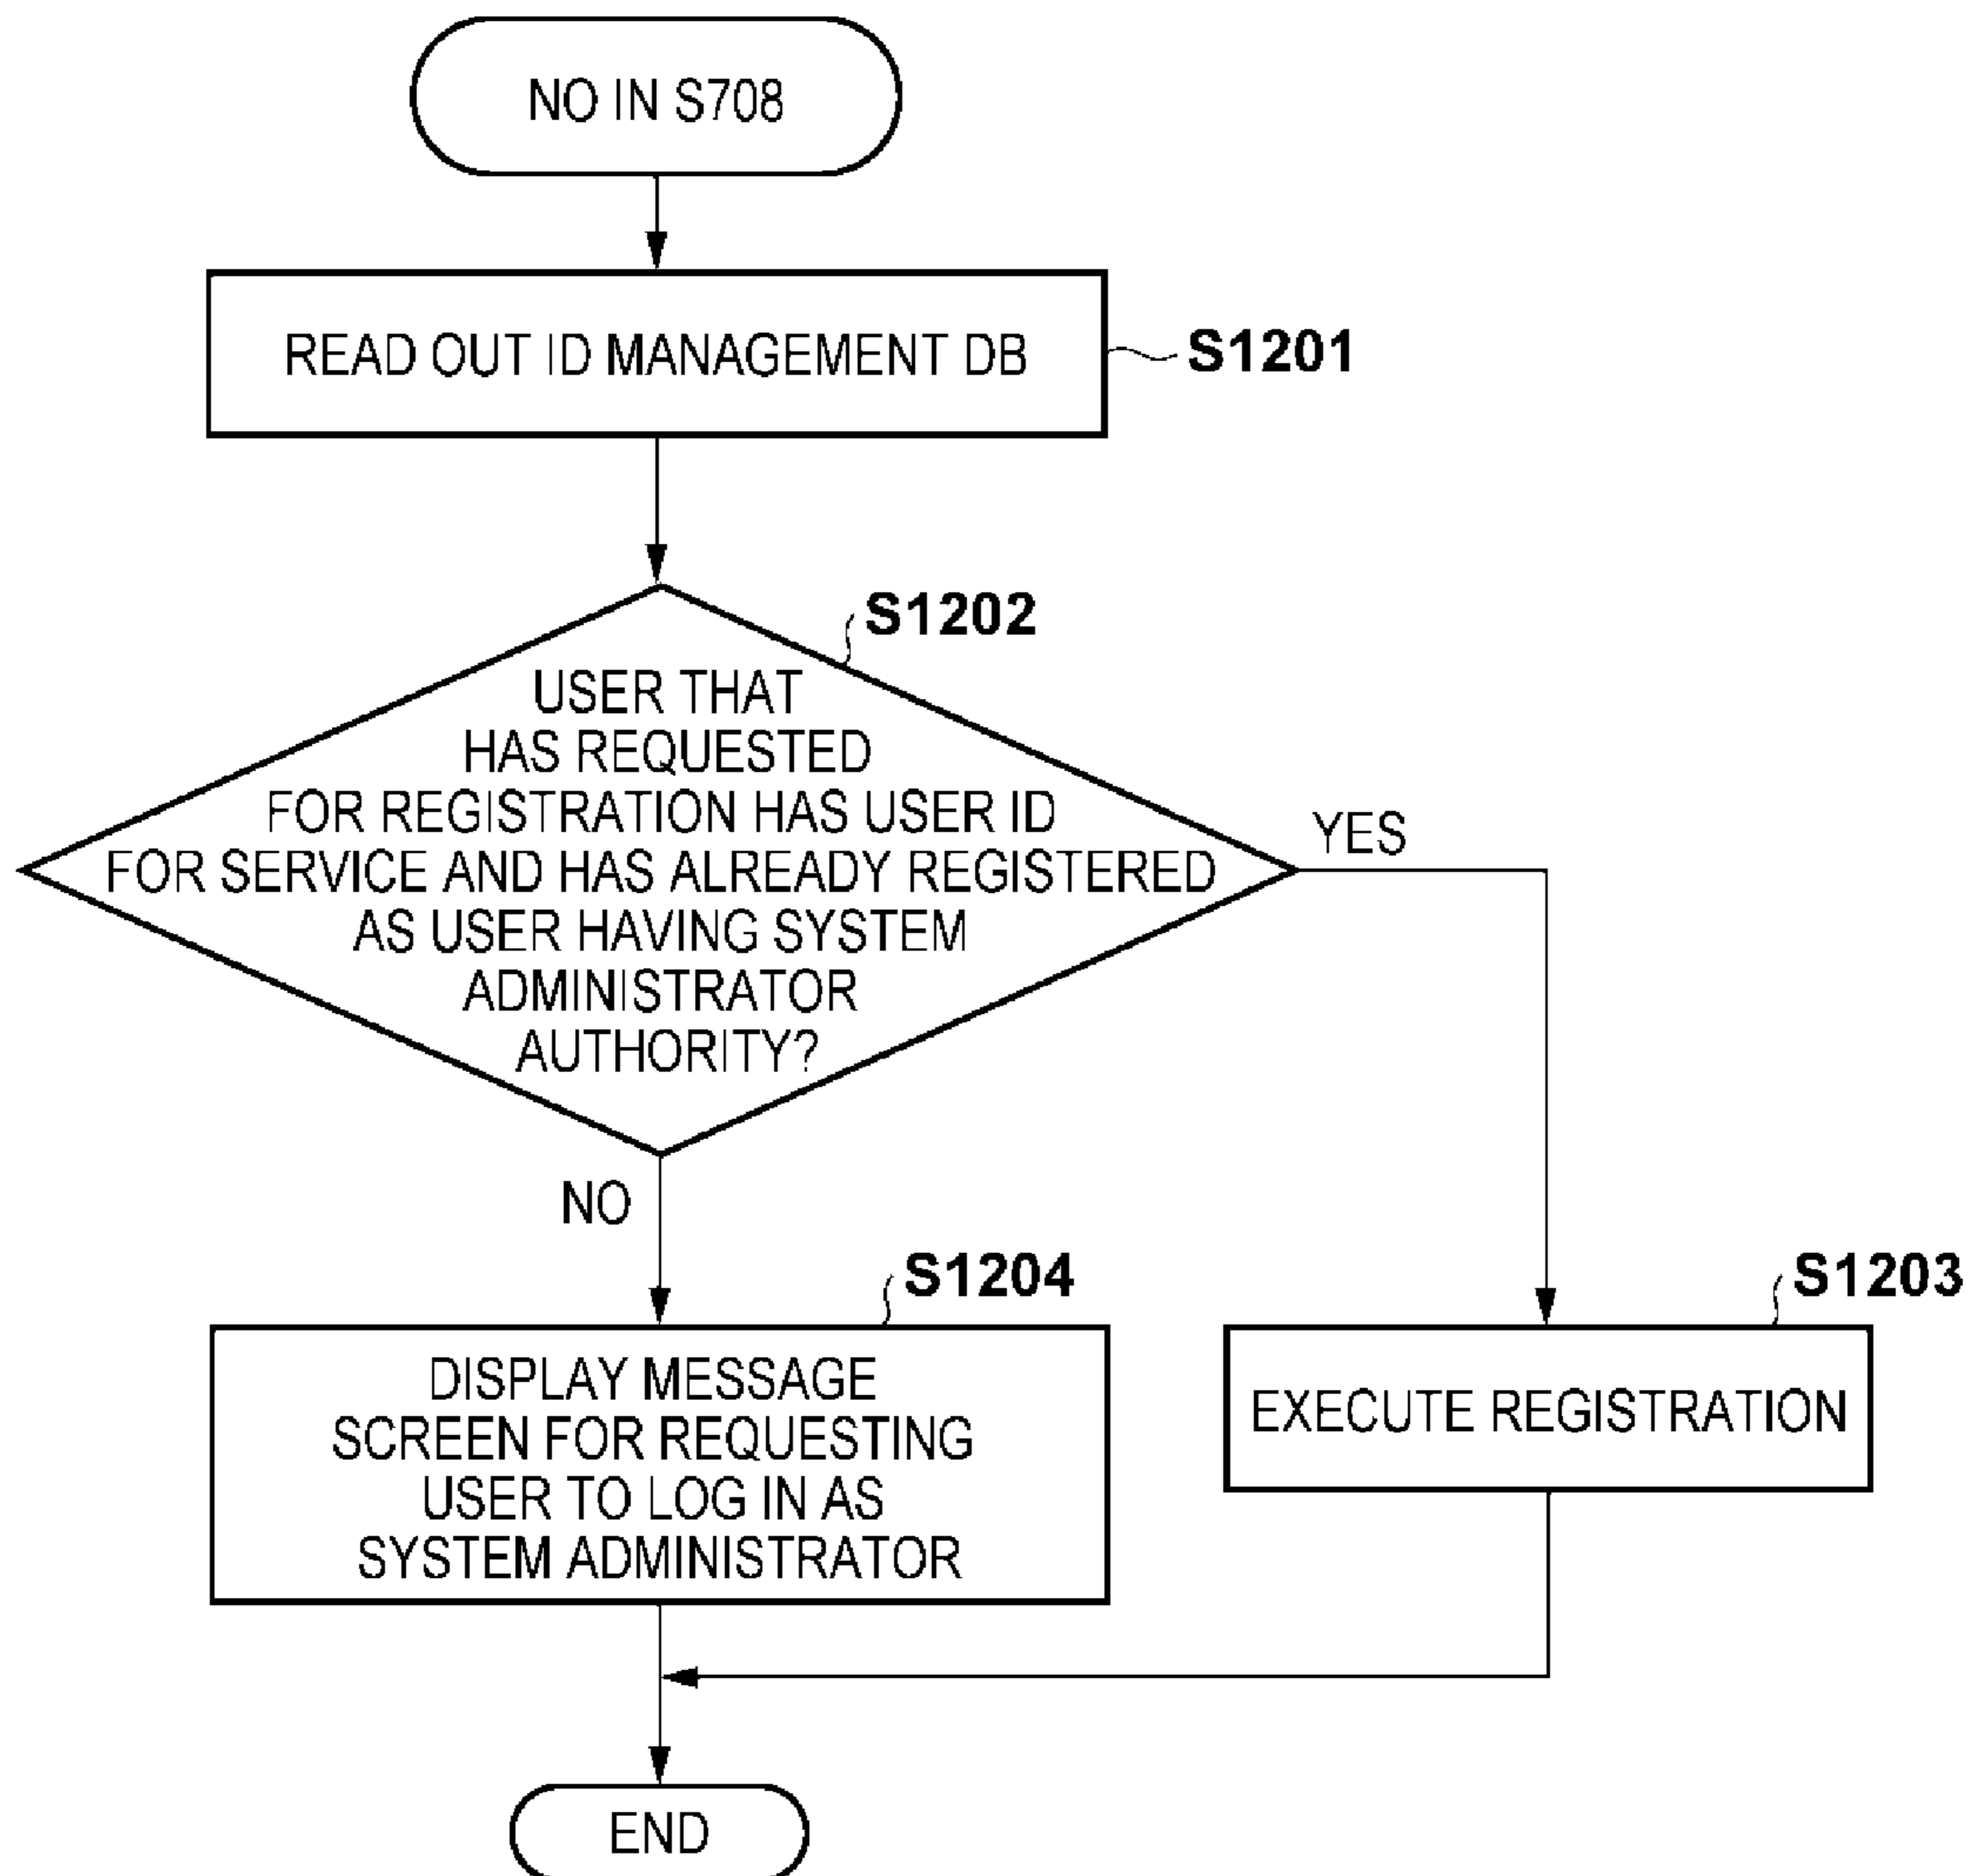 NO IN S708
READ OUT ID MANAGEMENT DB
S1201
S1202
USER THAT
HAS REQUESTED
FOR REGISTRATION HAS USER ID
FOR SERVICE AND HAS ALREADY REGISTERED
AS USER HAVING SYSTEM
ADMINISTRATOR
AUTHORITY?
YES
NO
S1204
S1203
DISPLAY MESSAGE
SCREEN FOR REQUESTING
USER TO LOG IN AS
SYSTEM ADMINISTRATOR
EXECUTE REGISTRATION
END